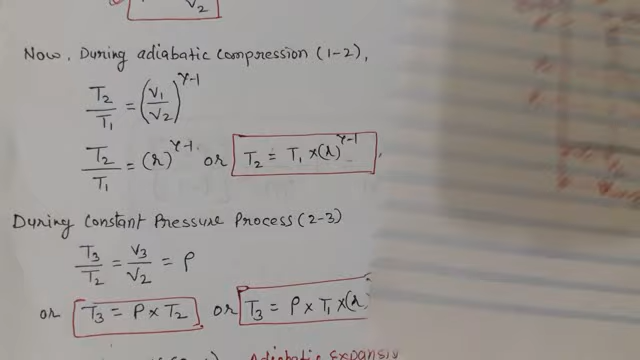 V₂
Now, During adiabatic compression (1-2),
T₂/T₁ = (V₁/V₂)^γ-1
T₂/T₁ = (r)^γ-1 or T₂ = T₁ × (r)^γ-1.
During Constant Pressure Process (2-3)
T₃/T₂ = V₃/V₂ = ρ
or T₃ = ρ × T₂ or T₃ = ρ × T₁ × (r)
Adiabatic